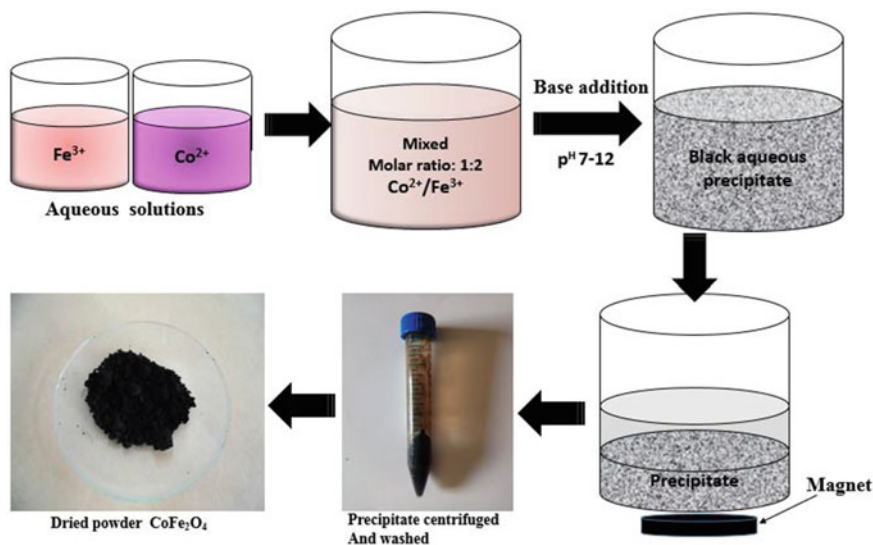 Fe³⁺
Co²⁺
Aqueous solutions
Mixed
Molar ratio: 1:2
Co²⁺/Fe³⁺
Base addition
pᴴ 7-12
Black aqueous
precipitate
Precipitate
Magnet
Precipitate centrifuged
And washed
Dried powder CoFe₂O₄